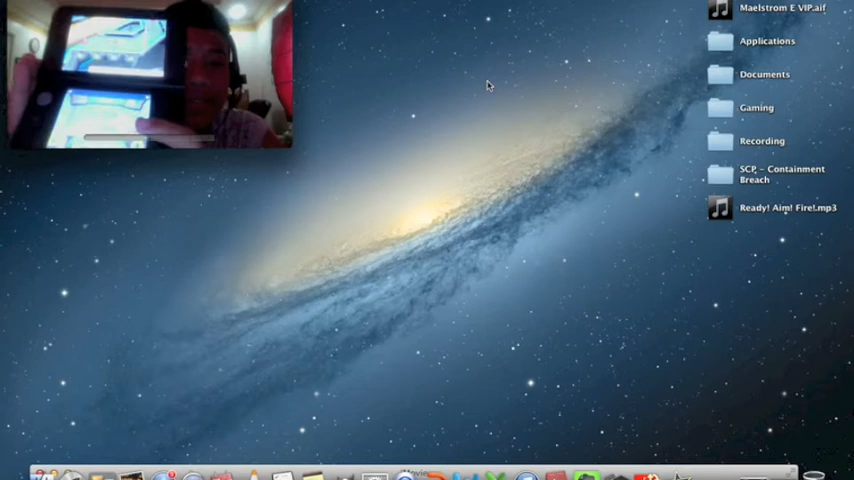 Maelstrom E VIP.aif
Applications
Documents
Gaming
Recording
SCP - Containment
Breach
Ready! Aim! Fire!.mp3